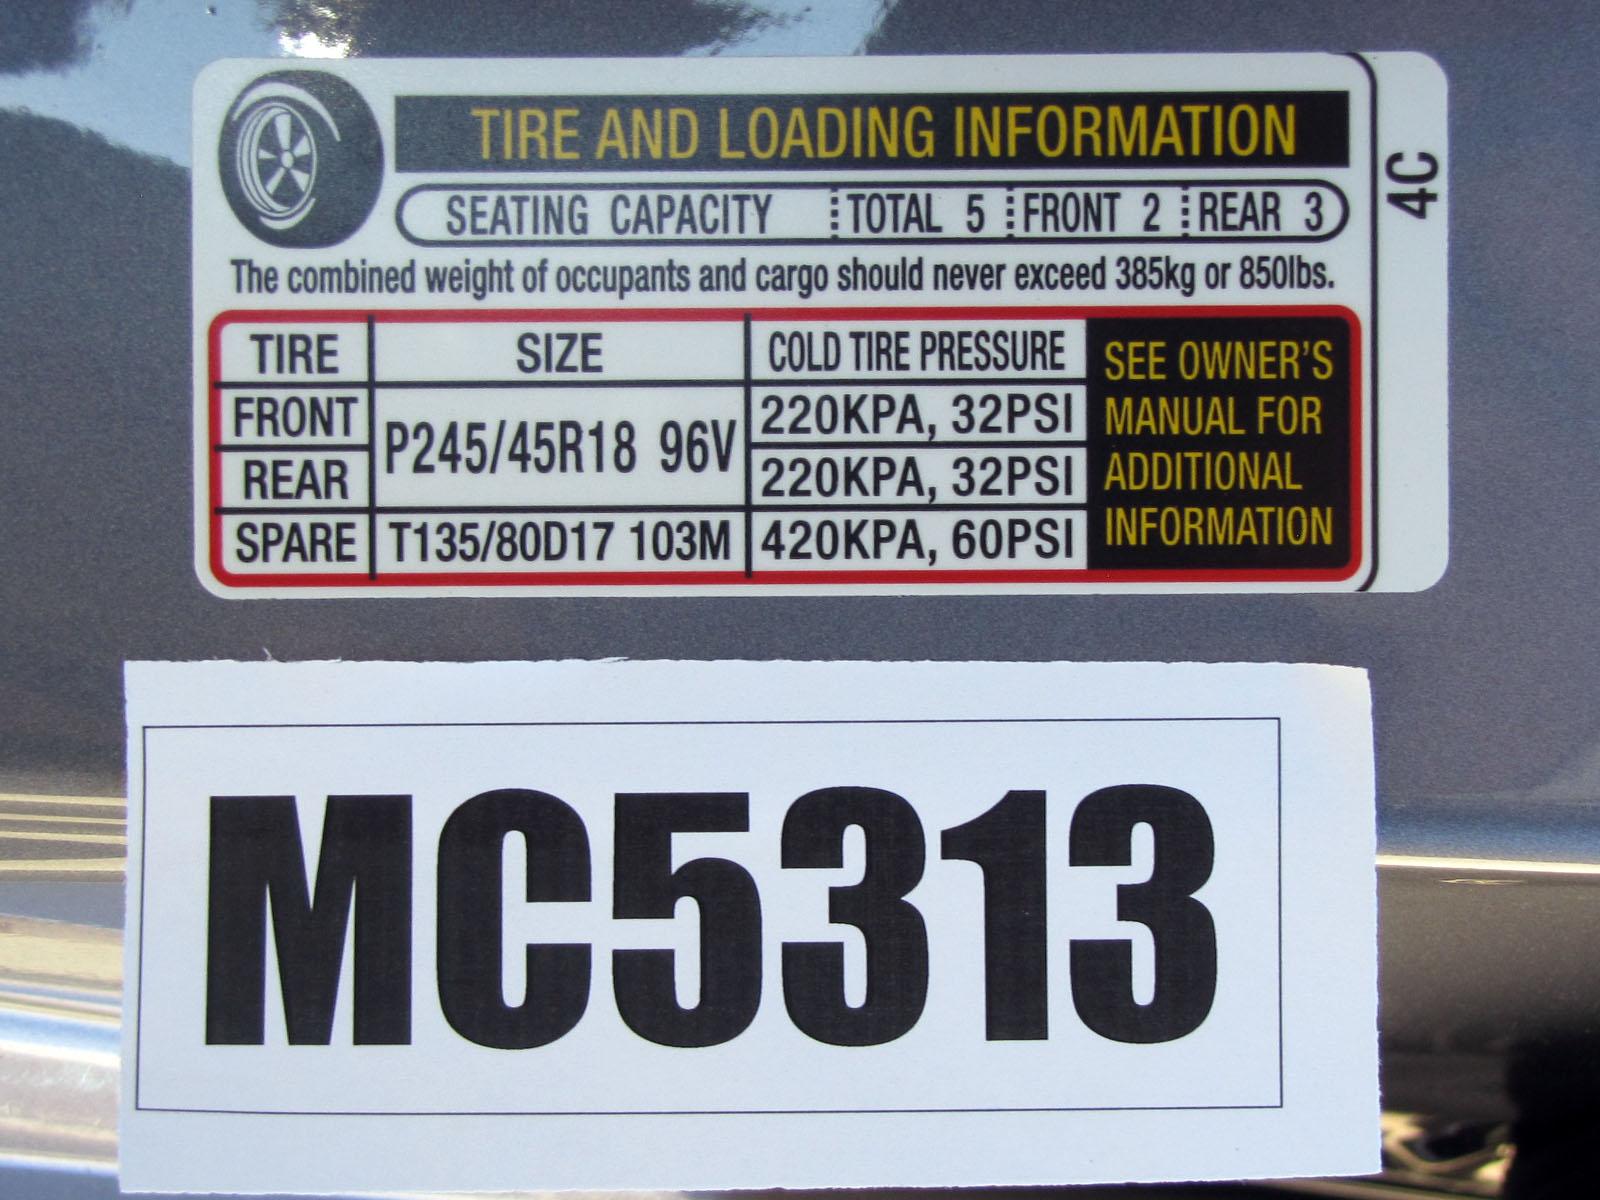 TIRE AND LOADING INFORMATION
SEATING CAPACITY TOTAL 5 FRONT 2 REAR 3
The combined weight of occupants and cargo should never exceed 385kg or 850lbs.
TIRE SIZE COLD TIRE PRESSURE
FRONT P245/45R18 96V 220KPA, 32PSI
REAR 220KPA, 32PSI
SPARE T135/80D17 103M 420KPA, 60PSI
SEE OWNER'S
MANUAL FOR
ADDITIONAL
INFORMATION
4C
MC5313